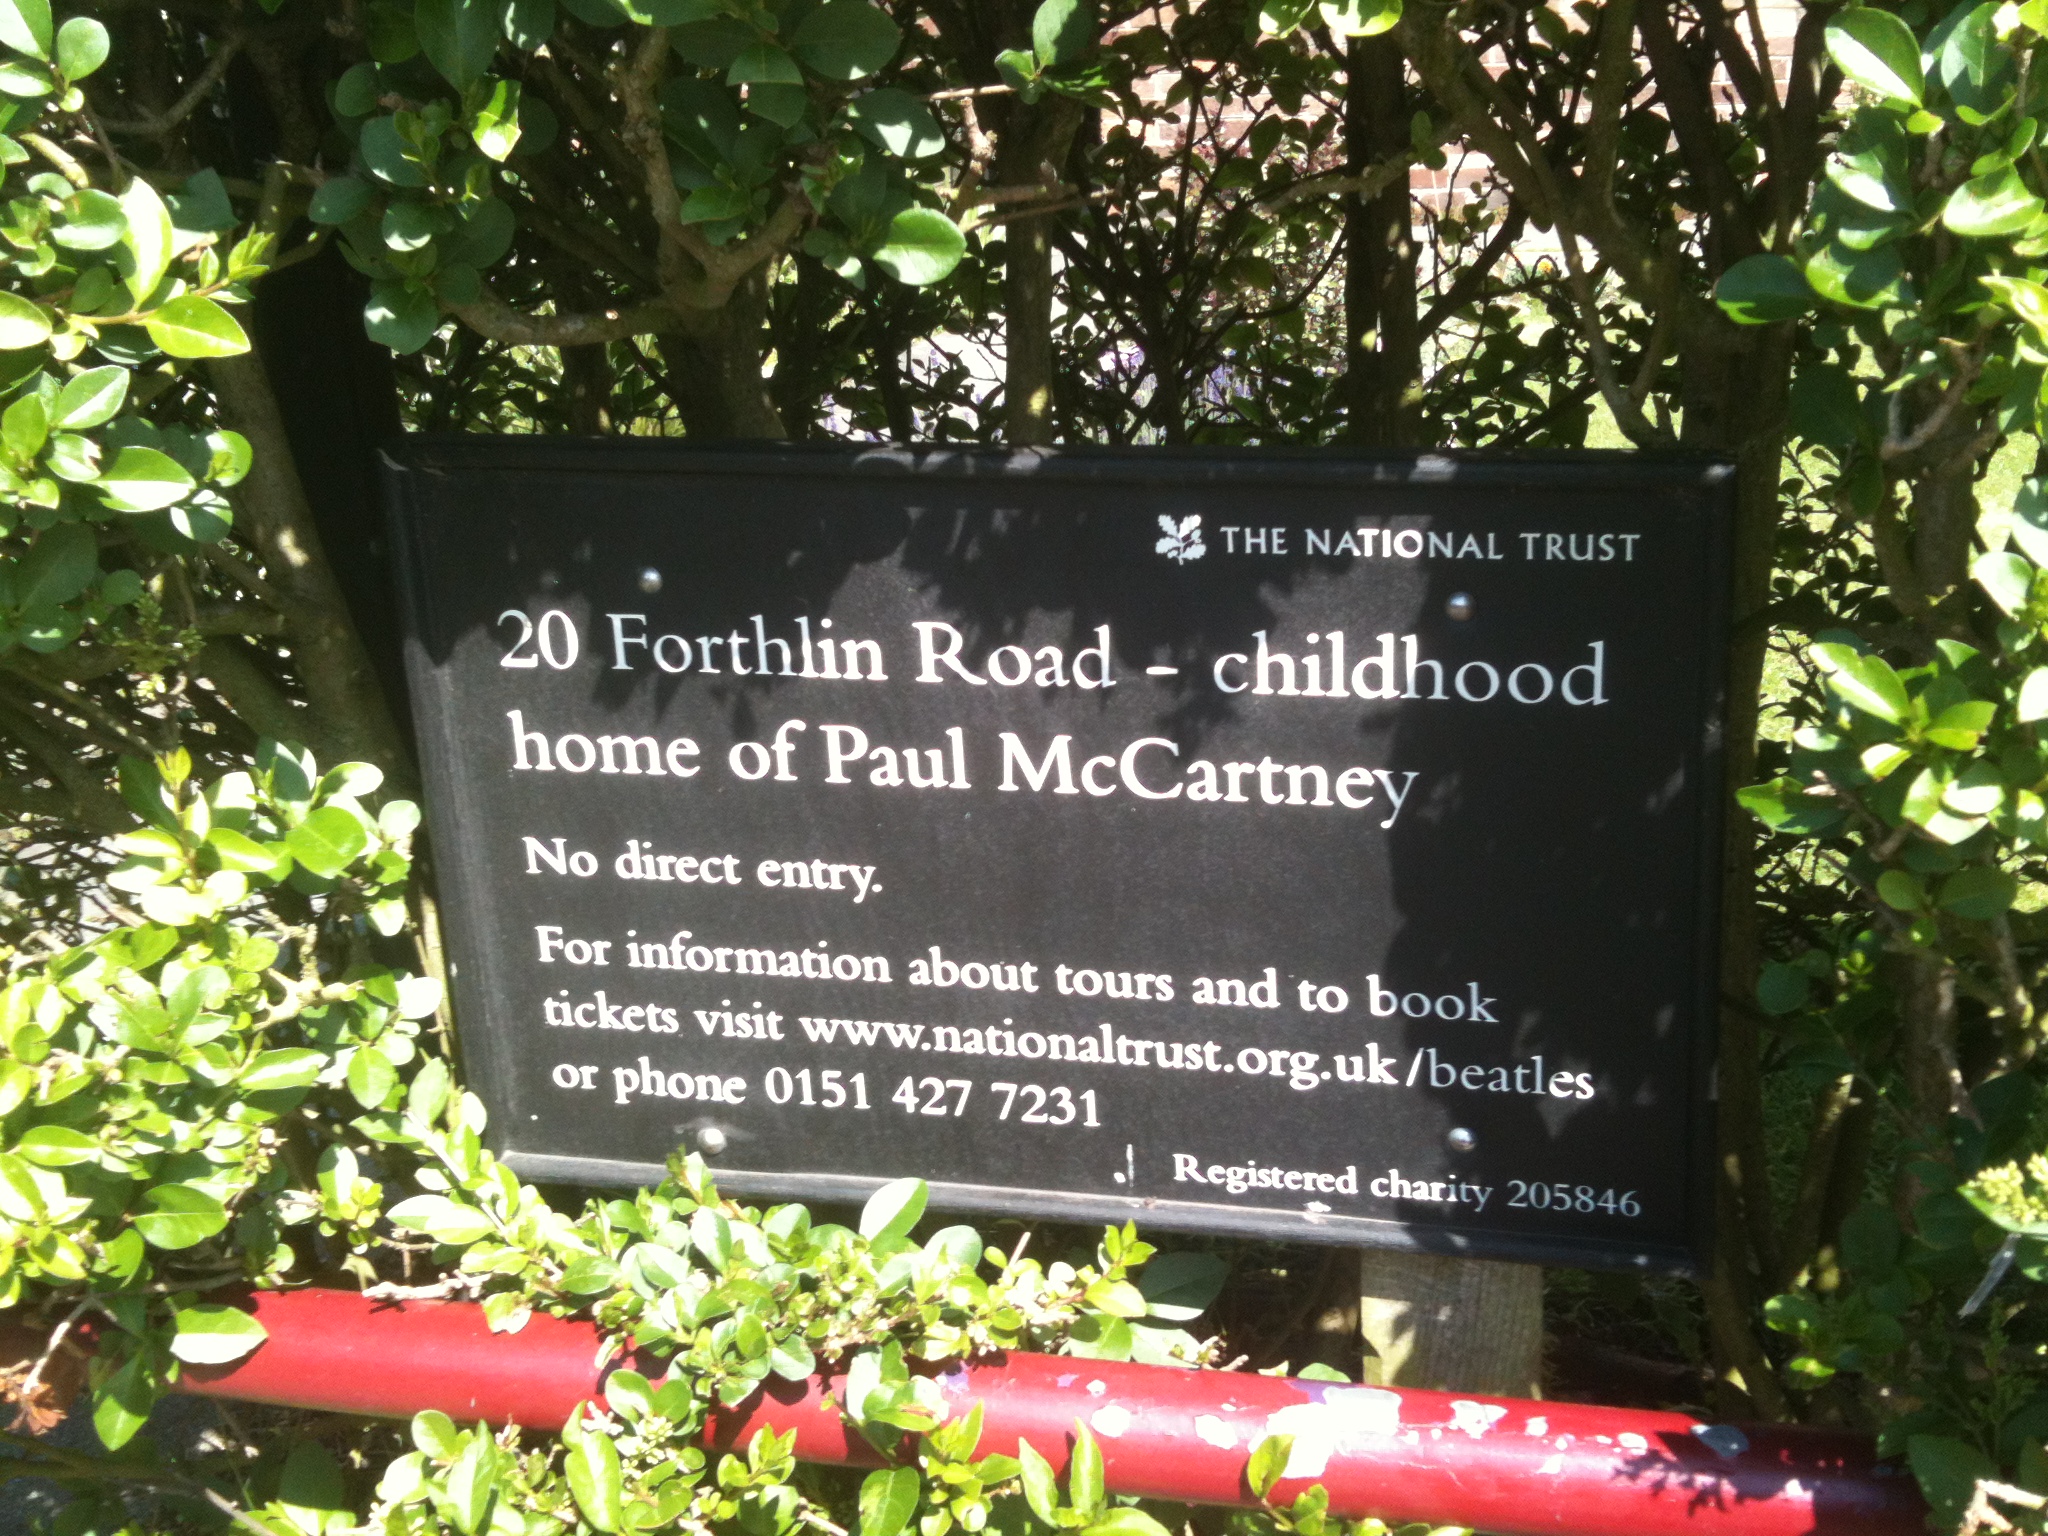 THE NATIONAL TRUST
20 Forthlin Road - childhood
home of Paul McCartney
No direct entry.
For information about tours and to book
tickets visit www.nationaltrust.org.uk/beatles
or phone 0151 427 7231
Registered charity 205846